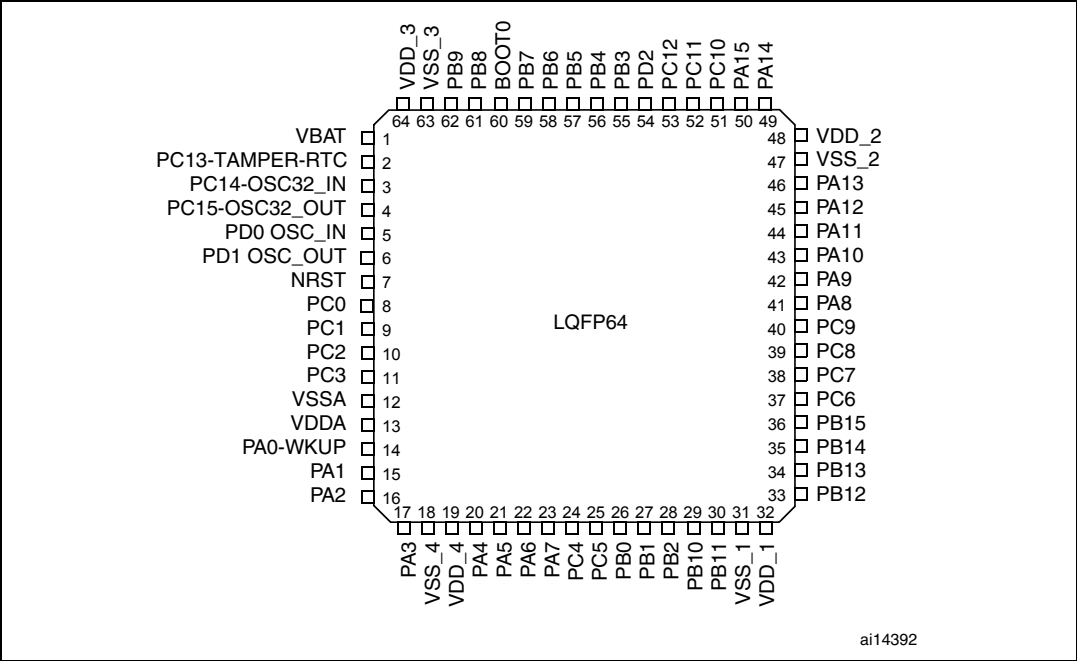 VDD_3
VSS_3
PB9
PB8
BOOT0
PB7
PB6
PB5
PB4
PB3
PD2
PC12
PC11
PC10
PA15
PA14
64 63 62 61 60 59 58 57 56 55 54 53 52 51 50 49
VBAT 1
PC13-TAMPER-RTC 2
PC14-OSC32_IN 3
PC15-OSC32_OUT 4
PD0 OSC_IN 5
PD1 OSC_OUT 6
NRST 7
PC0 8
PC1 9
PC2 10
PC3 11
VSSA 12
VDDA 13
PA0-WKUP 14
PA1 15
PA2 16
LQFP64
48 VDD_2
47 VSS_2
46 PA13
45 PA12
44 PA11
43 PA10
42 PA9
41 PA8
40 PC9
39 PC8
38 PC7
37 PC6
36 PB15
35 PB14
34 PB13
33 PB12
17 18 19 20 21 22 23 24 25 26 27 28 29 30 31 32
PA3
VSS_4
VDD_4
PA4
PA5
PA6
PA7
PC4
PC5
PB0
PB1
PB2
PB10
PB11
VSS_1
VDD_1
ai14392